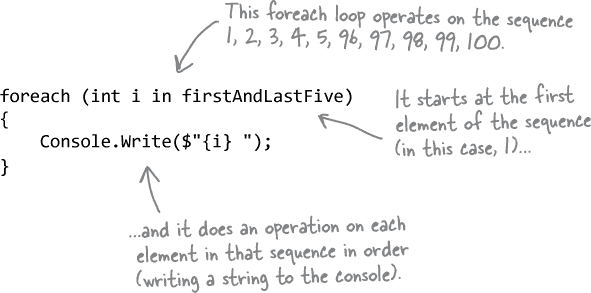 This foreach loop operates on the sequence
1, 2, 3, 4, 5, 96, 97, 98, 99, 100.
foreach (int i in firstAndLastFive)
{
    Console.Write($"{i} ");
}
It starts at the first
element of the sequence
(in this case, 1)...
...and it does an operation on each
element in that sequence in order
(writing a string to the console).